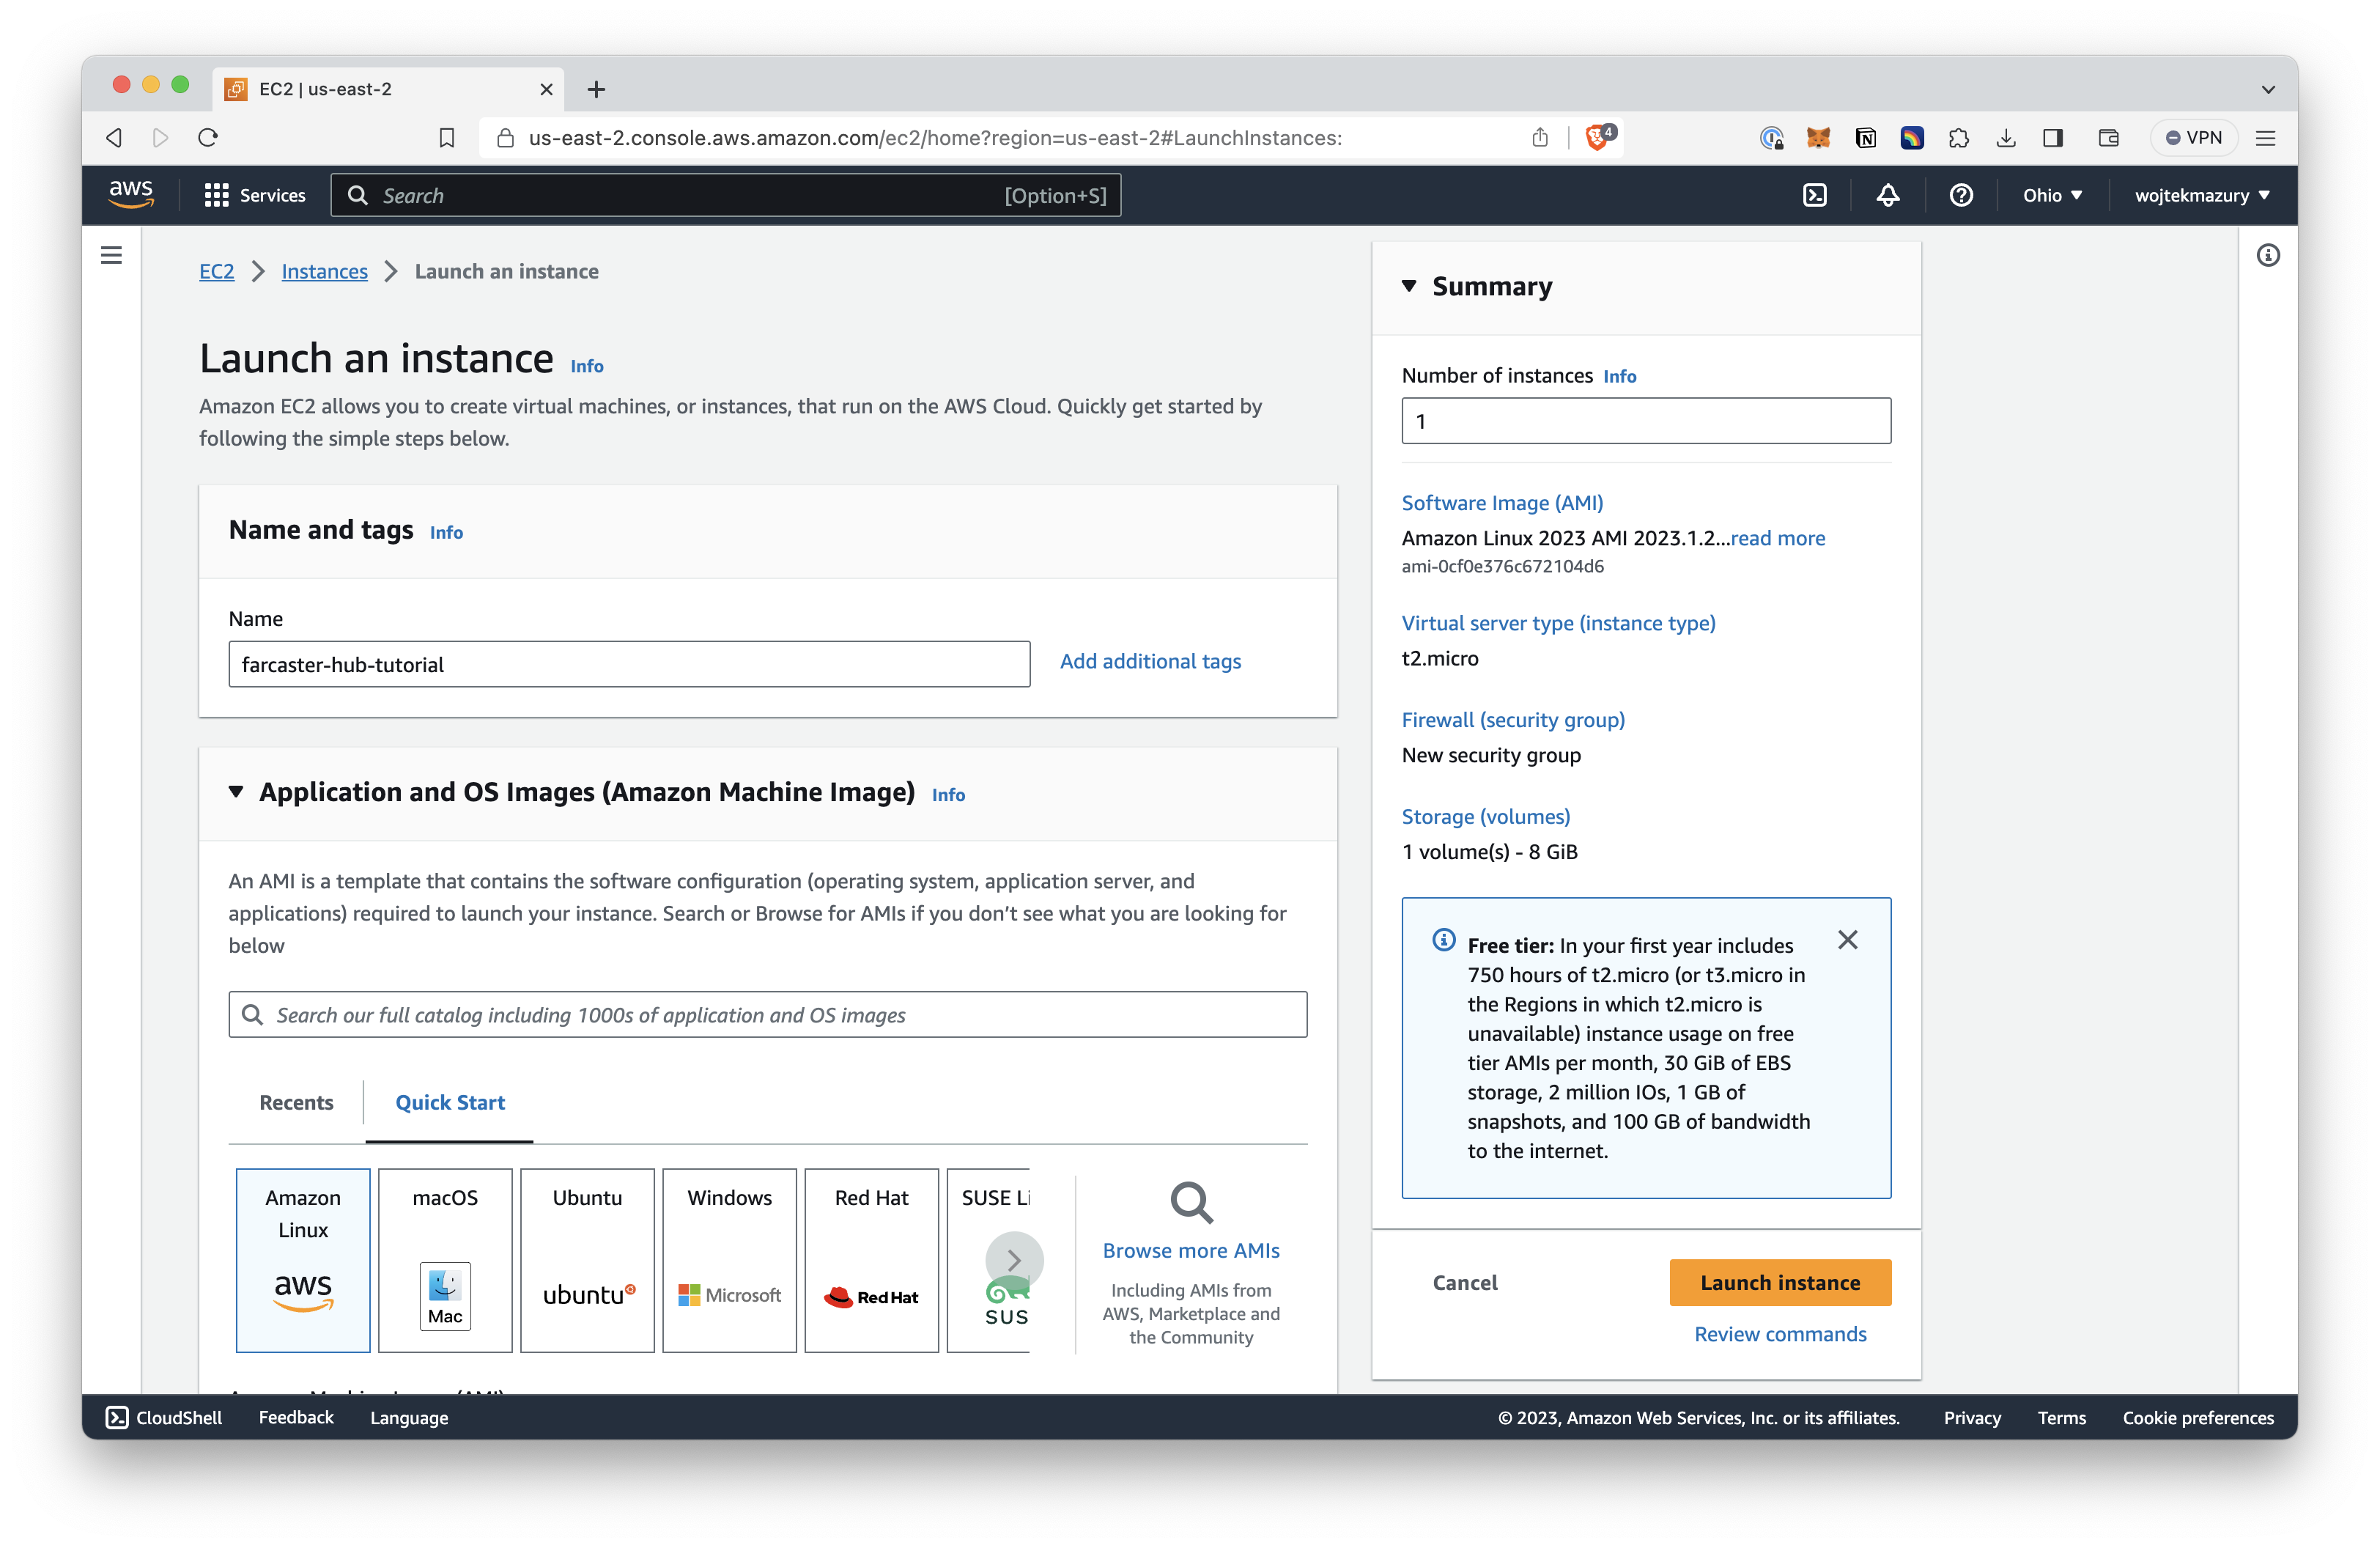 EC2 | us-east-2
us-east-2.console.aws.amazon.com/ec2/home?region=us-east-2#LaunchInstances:
4
VPN
aws
Services
Search
[Option+S]
Ohio
wojtekmazury
EC2 > Instances > Launch an instance
Launch an instance Info
Amazon EC2 allows you to create virtual machines, or instances, that run on the AWS Cloud. Quickly get started by
following the simple steps below.
Name and tags Info
Name
farcaster-hub-tutorial
Add additional tags
Application and OS Images (Amazon Machine Image) Info
An AMI is a template that contains the software configuration (operating system, application server, and
applications) required to launch your instance. Search or Browse for AMIs if you don’t see what you are looking for
below
Search our full catalog including 1000s of application and OS images
Recents
Quick Start
Amazon
Linux
aws
macOS
Mac
Ubuntu
ubuntu
Windows
Microsoft
Red Hat
Red Hat
SUSE Li
SUS
Browse more AMIs
Including AMIs from
AWS, Marketplace and
the Community
Summary
Number of instances Info
1
Software Image (AMI)
Amazon Linux 2023 AMI 2023.1.2...read more
ami-0cf0e376c672104d6
Virtual server type (instance type)
t2.micro
Firewall (security group)
New security group
Storage (volumes)
1 volume(s) - 8 GiB
Free tier: In your first year includes
750 hours of t2.micro (or t3.micro in
the Regions in which t2.micro is
unavailable) instance usage on free
tier AMIs per month, 30 GiB of EBS
storage, 2 million IOs, 1 GB of
snapshots, and 100 GB of bandwidth
to the internet.
Cancel
Launch instance
Review commands
CloudShell
Feedback
Language
© 2023, Amazon Web Services, Inc. or its affiliates.
Privacy
Terms
Cookie preferences